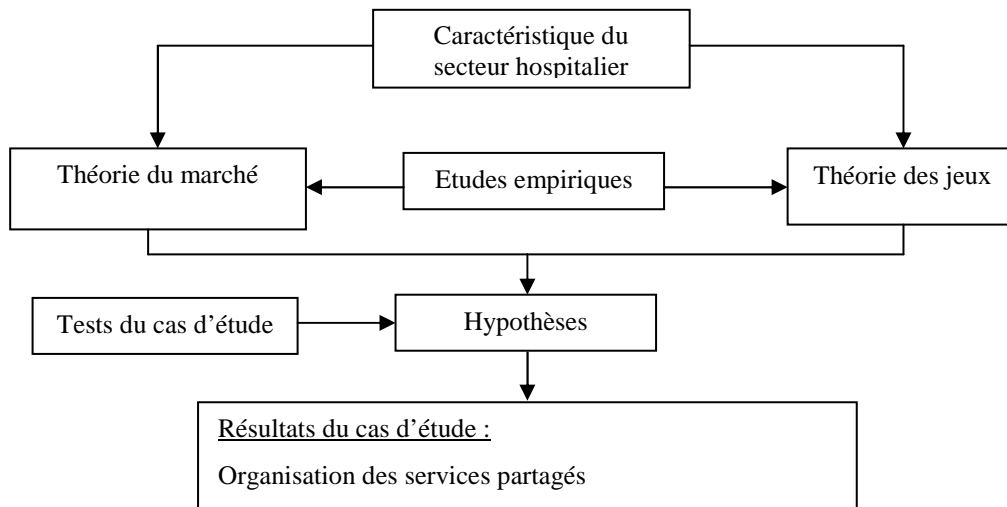 Caractéristique du
secteur hospitalier
Théorie du marché
Etudes empiriques
Théorie des jeux
Tests du cas d’étude
Hypothèses
Résultats du cas d’étude :
Organisation des services partagés